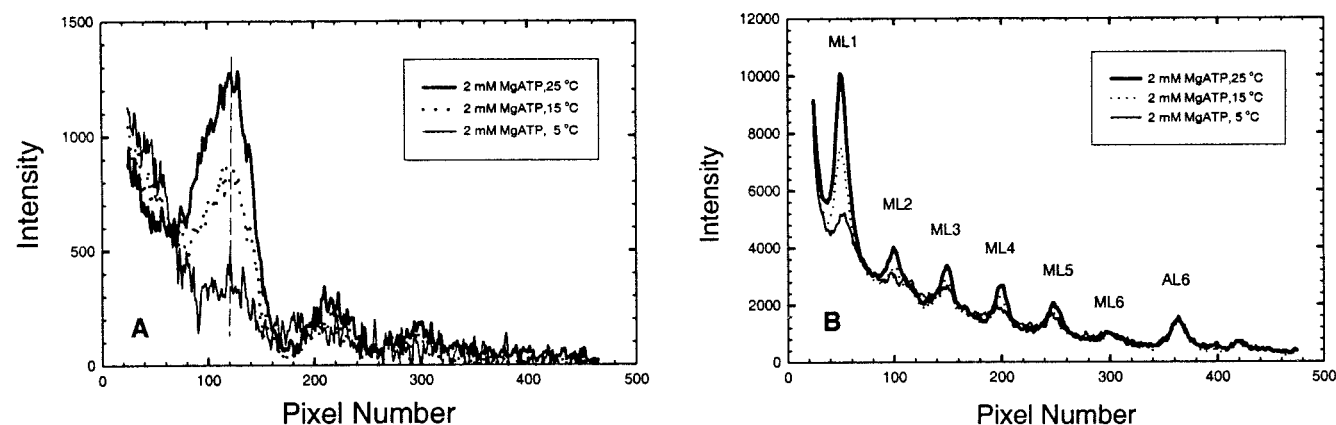 1500
1000
500
0
0
100
200
300
400
500
Intensity
Pixel Number
A
2 mM MgATP,25 °C
2 mM MgATP,15 °C
2 mM MgATP, 5 °C
12000
10000
8000
6000
4000
2000
0
0
100
200
300
400
500
Intensity
Pixel Number
B
ML1
ML2
ML3
ML4
ML5
ML6
AL6
2 mM MgATP,25 °C
2 mM MgATP,15 °C
2 mM MgATP, 5 °C